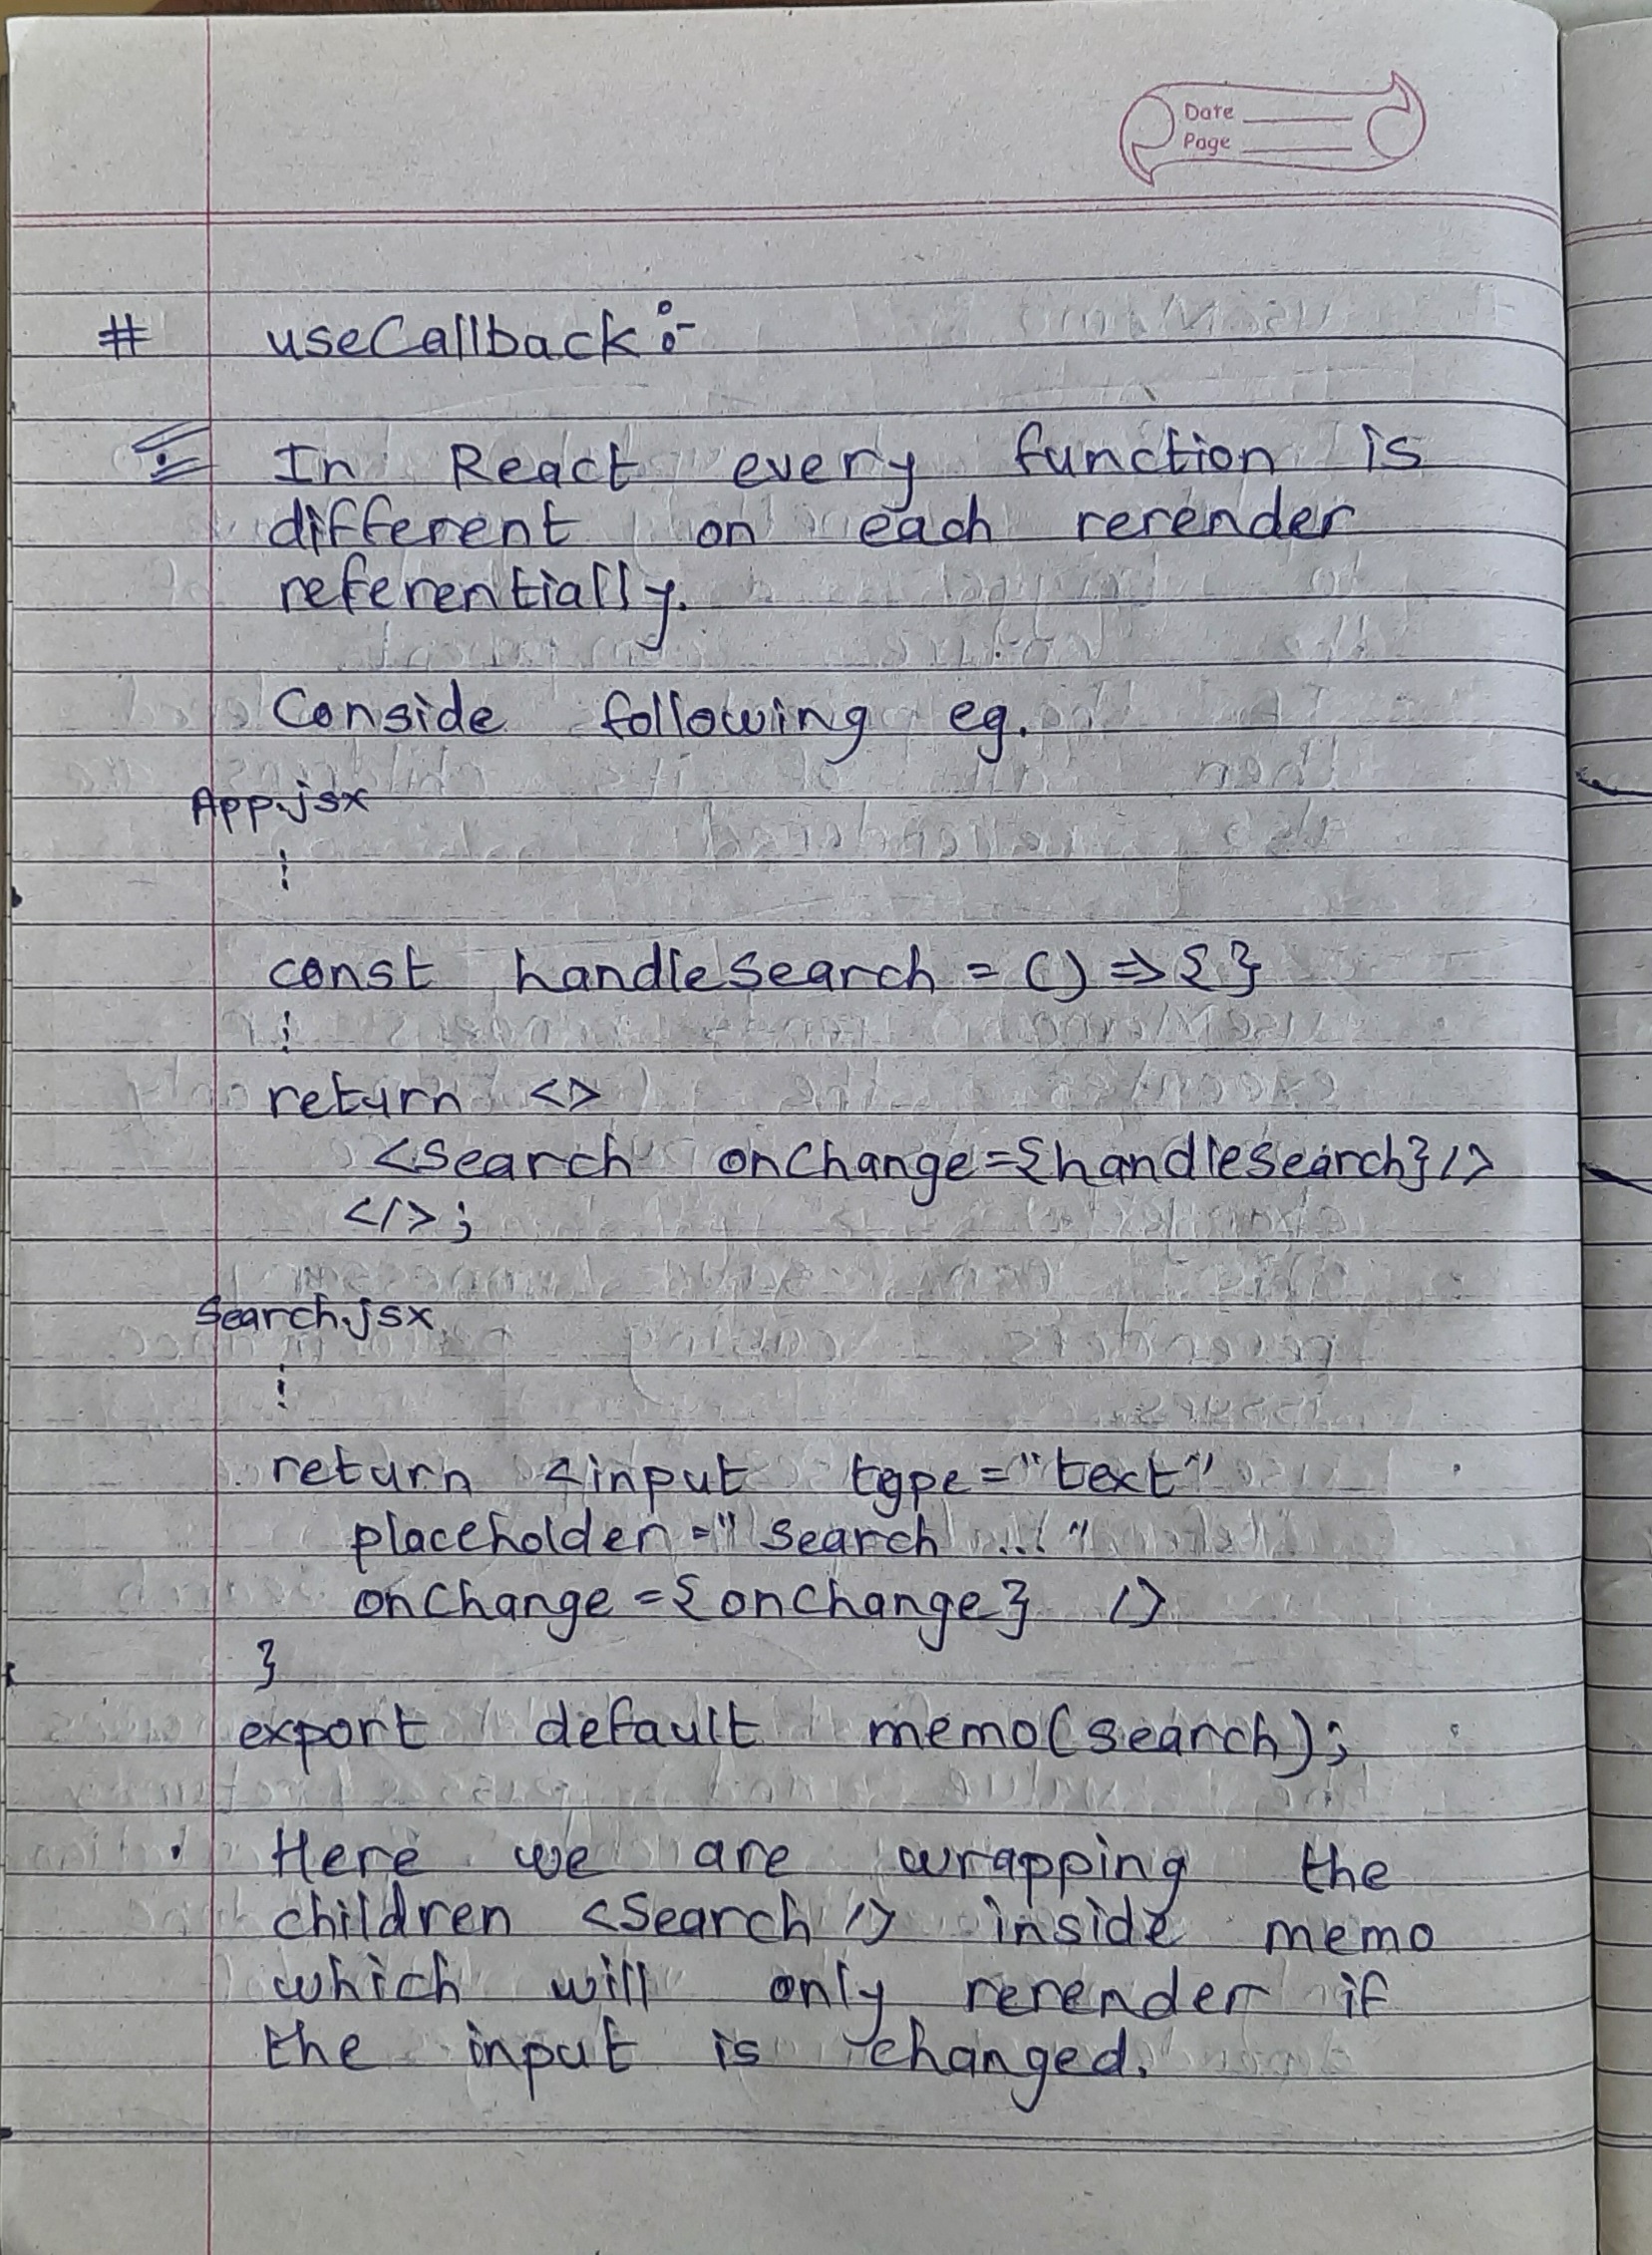 Date
Page
# useCallback :-
In React every function is
different on each rerender
referentially.
Conside following eg.
App.jsx
⋮
const handleSearch = () => {}
⋮
return <>
<Search onChange={handleSearch} />
</> ;
Search.jsx
⋮
return <input type="text"
placeholder="Search ..."
onChange={onChange} />
}
export default memo(search);
· Here we are wrapping the
children <Search /> inside memo
which will only rerender if
the input is changed.